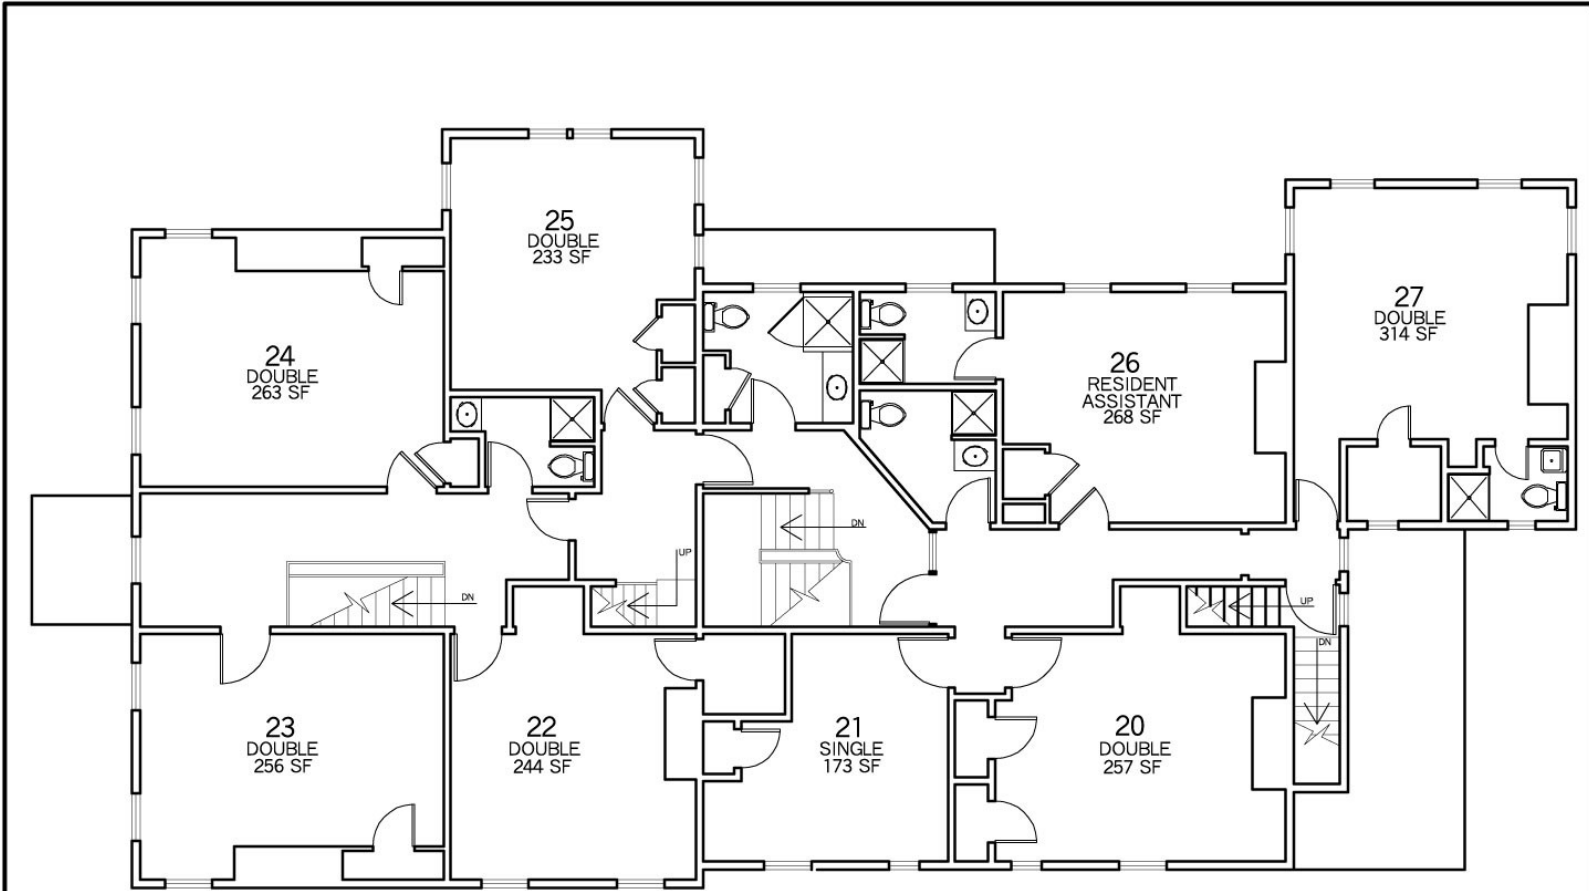 25
DOUBLE
233 SF
24
DOUBLE
263 SF
26
RESIDENT
ASSISTANT
268 SF
27
DOUBLE
314 SF
DN
UP
DN
UP
DN
23
DOUBLE
256 SF
22
DOUBLE
244 SF
21
SINGLE
173 SF
20
DOUBLE
257 SF